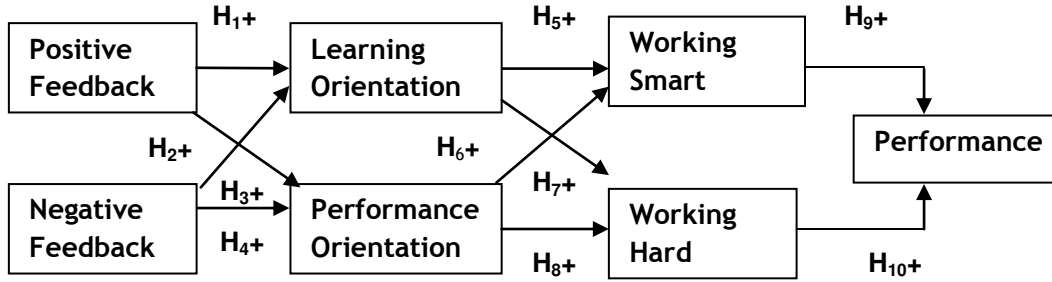 H₁+
H₅+
H₉+
Positive
Feedback
Learning
Orientation
Working
Smart
Performance
H₂+
H₆+
H₃+
H₇+
Negative
Feedback
Performance
Orientation
Working
Hard
H₄+
H₈+
H₁₀+